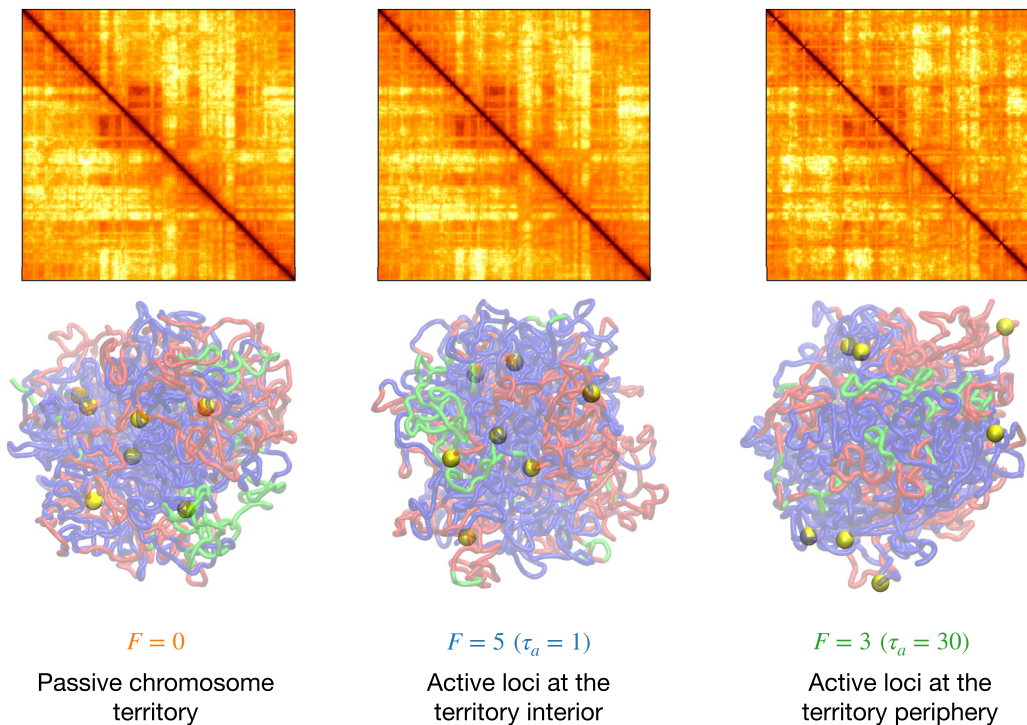 F = 0
F = 5 (τₐ = 1)
F = 3 (τₐ = 30)
Passive chromosome
territory
Active loci at the
territory interior
Active loci at the
territory periphery